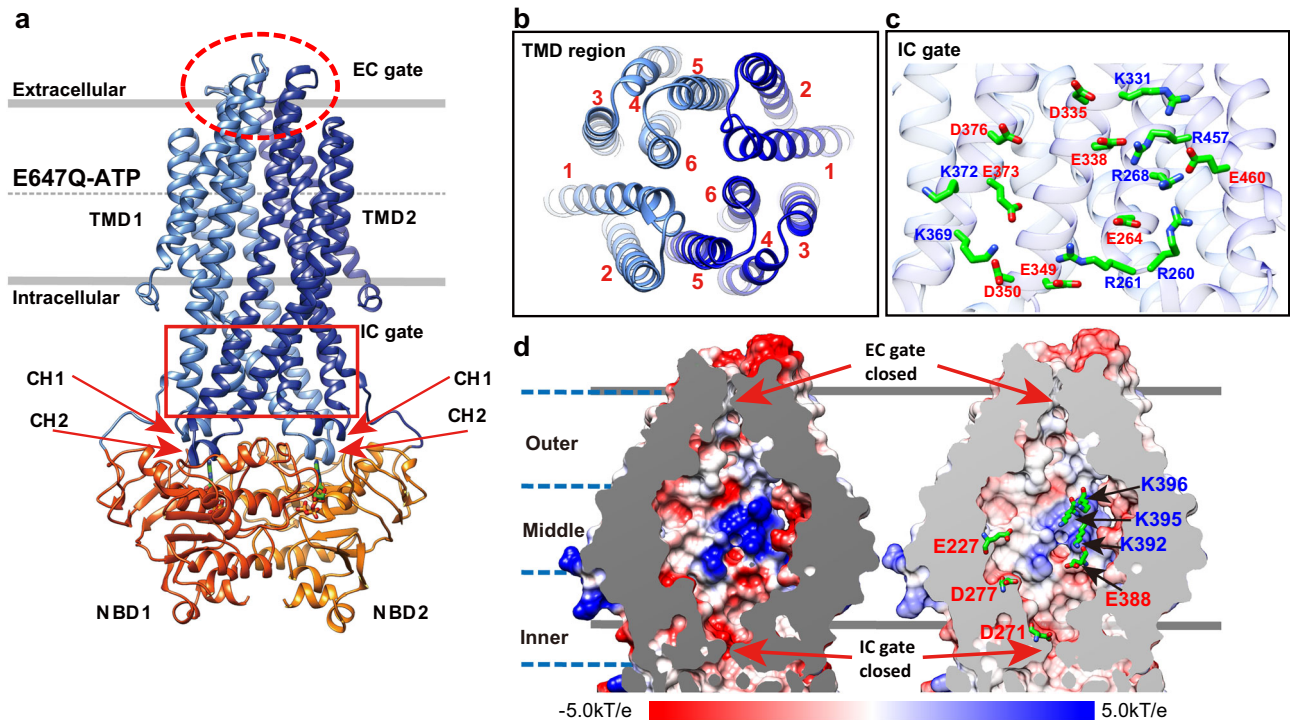 a
EC gate
Extracellular
E647Q-ATP
TMD1
TMD2
Intracellular
IC gate
CH1
CH1
CH2
CH2
NBD1
NBD2
b
TMD region
5
2
3
4
6
1
1
6
2
4
3
5
c
IC gate
K331
D335
D376
R457
E338
K372
E373
R268
E460
K369
E264
E349
D350
R261
R260
d
EC gate
closed
Outer
Middle
Inner
K396
K395
K392
E227
E388
D277
D271
IC gate
closed
-5.0kT/e
5.0kT/e